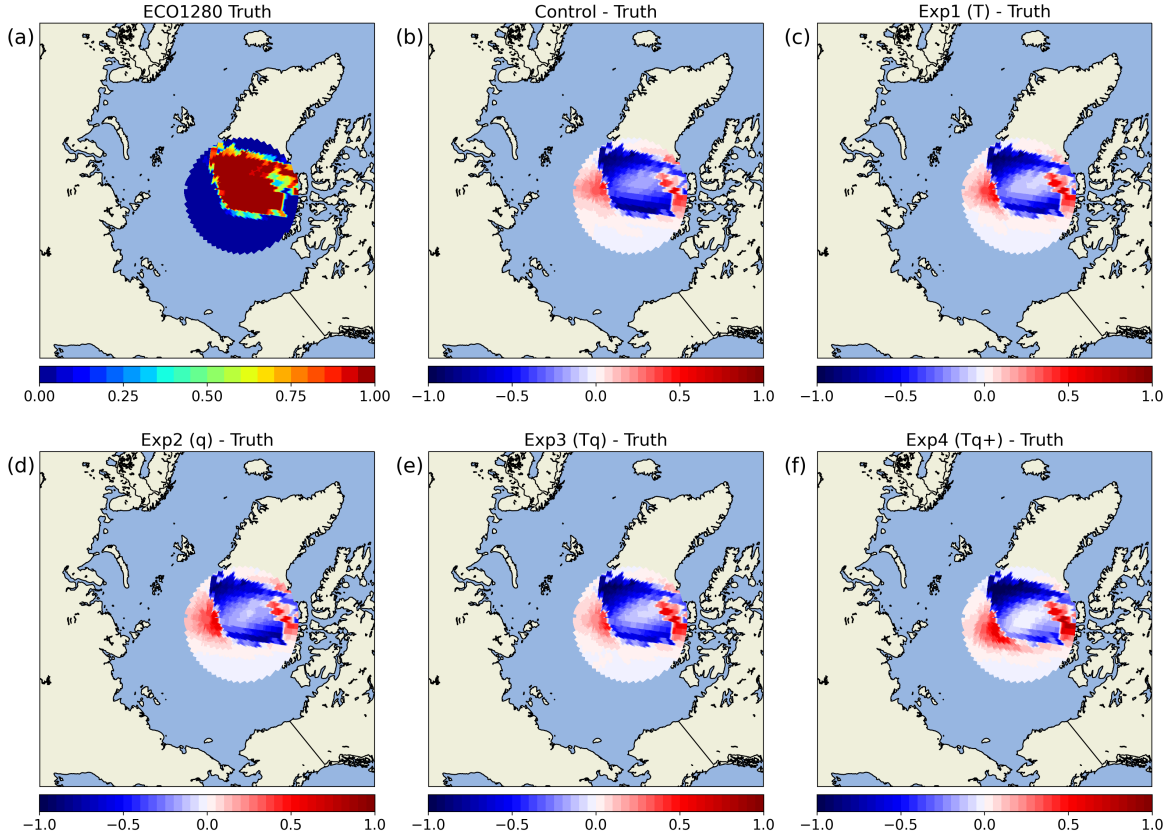 ECO1280 Truth
Control - Truth
Exp1 (T) - Truth
(a)
(b)
(c)
0.00 0.25 0.50 0.75 1.00
−1.0 −0.5 0.0 0.5 1.0
−1.0 −0.5 0.0 0.5 1.0
Exp2 (q) - Truth
Exp3 (Tq) - Truth
Exp4 (Tq+) - Truth
(d)
(e)
(f)
−1.0 −0.5 0.0 0.5 1.0
−1.0 −0.5 0.0 0.5 1.0
−1.0 −0.5 0.0 0.5 1.0